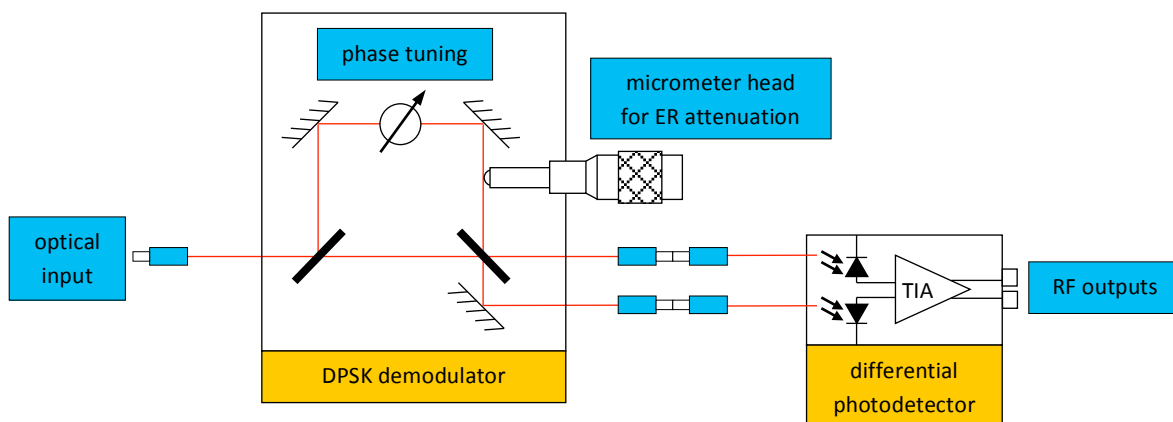 phase tuning
micrometer head
for ER attenuation
optical
input
TIA
RF outputs
DPSK demodulator
differential
photodetector